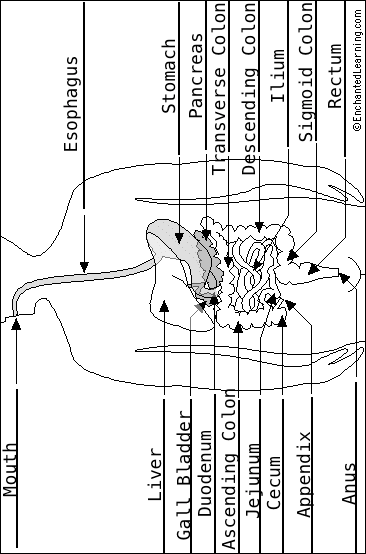 Esophagus
Stomach
Pancreas
Transverse Colon
Descending Colon
Ilium
Sigmoid Colon
Rectum
©EnchantedLearning.com
Mouth
Liver
Gall Bladder
Duodenum
Ascending Colon
Jejunum
Cecum
Appendix
Anus